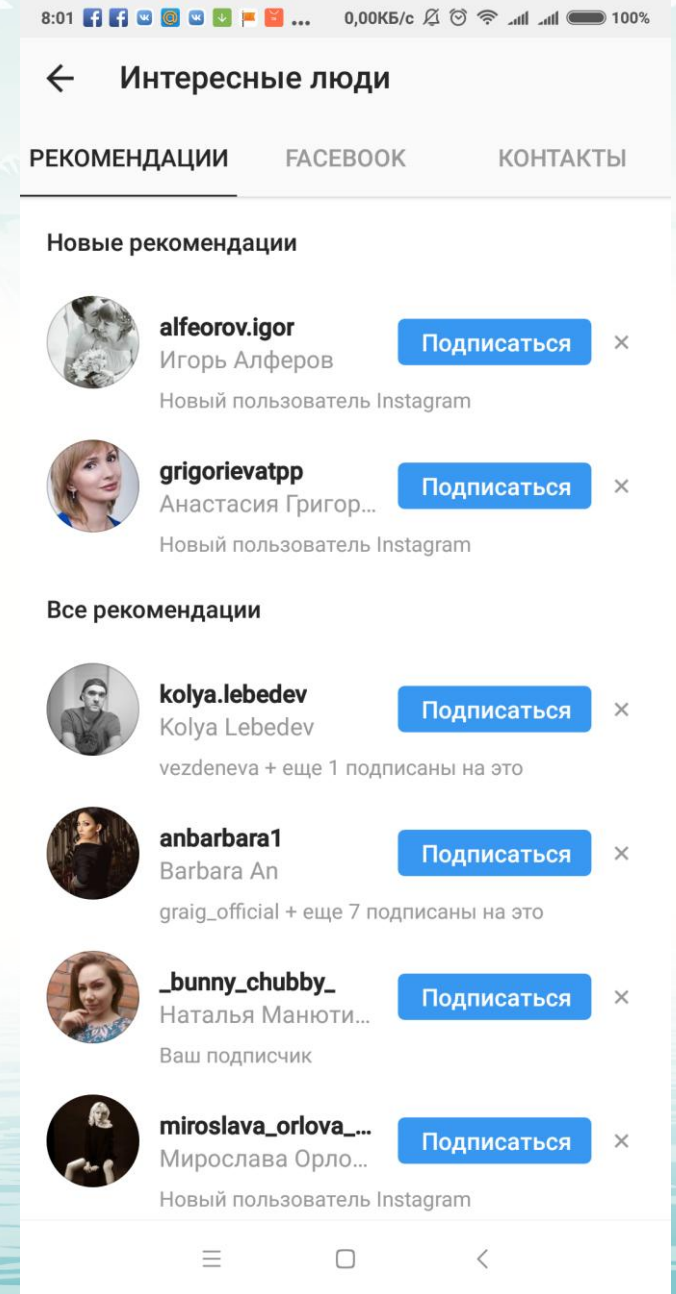 8:01 ... 0,00КБ/с 100%
Интересные люди
РЕКОМЕНДАЦИИ FACEBOOK КОНТАКТЫ
Новые рекомендации
alfeorov.igor
Игорь Алферов
Подписаться
Новый пользователь Instagram
grigorievatpp
Анастасия Григор...
Подписаться
Новый пользователь Instagram
Все рекомендации
kolya.lebedev
Kolya Lebedev
Подписаться
vezdeneva + еще 1 подписаны на это
anbarbara1
Barbara An
Подписаться
graig_official + еще 7 подписаны на это
_bunny_chubby_
Наталья Манюти...
Подписаться
Ваш подписчик
miroslava_orlova_...
Мирослава Орло...
Подписаться
Новый пользователь Instagram